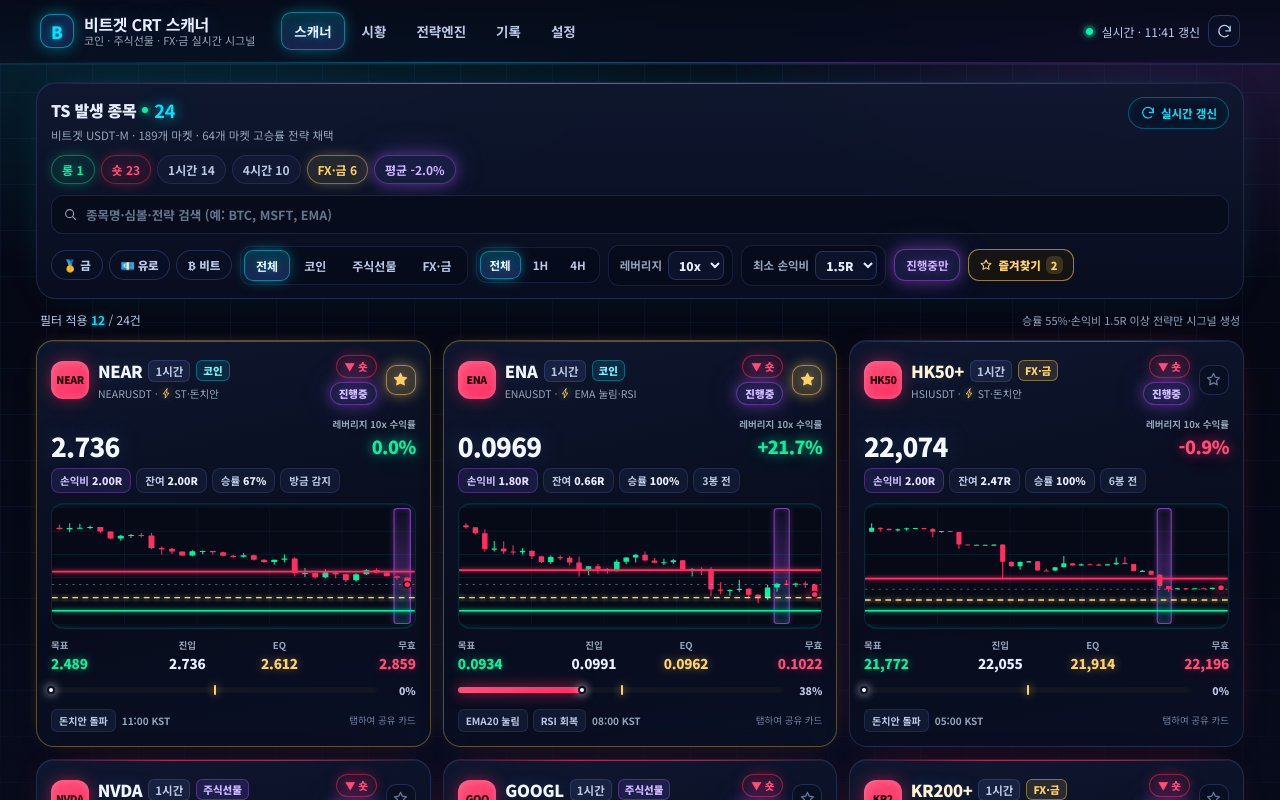 B 비트겟 CRT 스캐너
코인 · 주식선물 · FX·금 실시간 시그널
스캐너 시황 전략엔진 기록 설정
실시간 · 11:41 갱신
TS 발생 종목 • 24
실시간 갱신
비트겟 USDT-M · 189개 마켓 · 64개 마켓 고승률 전략 채택
롱 1 숏 23 1시간 14 4시간 10 FX·금 6 평균 -2.0%
종목명·심볼·전략 검색 (예: BTC, MSFT, EMA)
🥇 금 💶 유로 ₿ 비트 전체 코인 주식선물 FX·금 전체 1H 4H 레버리지 10x 최소 손익비 1.5R 진행중만 즐겨찾기 2
필터 적용 12 / 24건
승률 55%·손익비 1.5R 이상 전략만 시그널 생성
NEAR NEAR 1시간 코인 ▼ 숏
NEARUSDT · ⚡ ST·돈치안 진행중
레버리지 10x 수익률
2.736 0.0%
손익비 2.00R 잔여 2.00R 승률 67% 방금 감지
목표 진입 EQ 무효
2.489 2.736 2.612 2.859
0%
돈치안 돌파 11:00 KST 탭하여 공유 카드
ENA ENA 1시간 코인 ▼ 숏
ENAUSDT · ⚡ EMA 눌림·RSI 진행중
레버리지 10x 수익률
0.0969 +21.7%
손익비 1.80R 잔여 0.66R 승률 100% 3봉 전
목표 진입 EQ 무효
0.0934 0.0991 0.0962 0.1022
38%
EMA20 눌림 RSI 회복 08:00 KST 탭하여 공유 카드
HK50 HK50+ 1시간 FX·금 ▼ 숏
HSIUSDT · ⚡ ST·돈치안 진행중
레버리지 10x 수익률
22,074 -0.9%
손익비 2.00R 잔여 2.47R 승률 100% 6봉 전
목표 진입 EQ 무효
21,772 22,055 21,914 22,196
0%
돈치안 돌파 05:00 KST 탭하여 공유 카드
NVDA NVDA 1시간 주식선물 ▼ 숏
GOO GOOGL 1시간 주식선물 ▼ 숏
KR2 KR200+ 1시간 FX·금 ▼ 숏